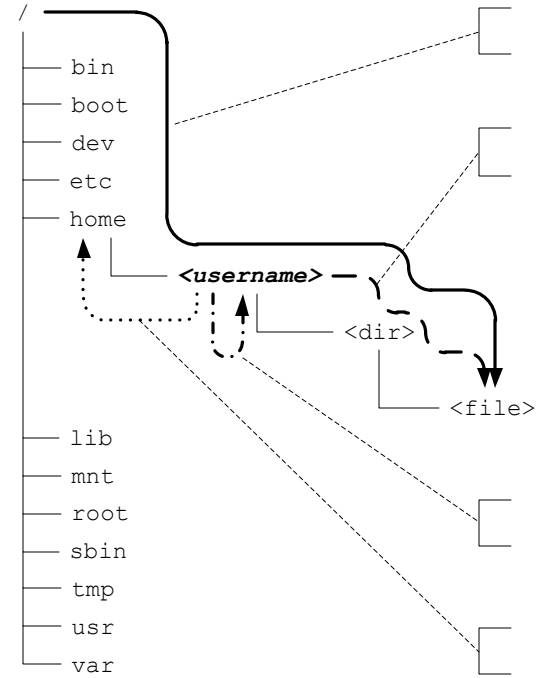 /
bin
boot
dev
etc
home
<username>
<dir>
<file>
lib
mnt
root
sbin
tmp
usr
var